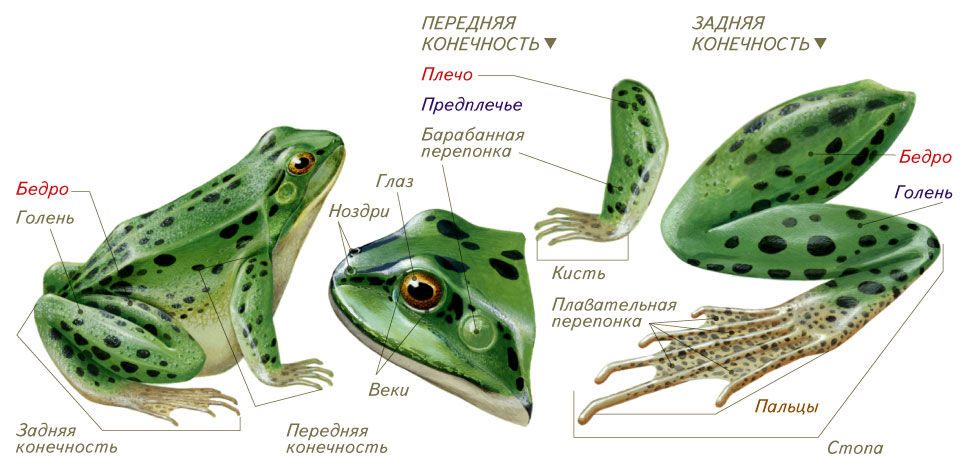 ПЕРЕДНЯЯ
КОНЕЧНОСТЬ
ЗАДНЯЯ
КОНЕЧНОСТЬ
Плечо
Предплечье
Барабанная
перепонка
Бедро
Голень
Глаз
Ноздри
Бедро
Голень
Кисть
Плавательная
перепонка
Веки
Пальцы
Задняя
конечность
Передняя
конечность
Стопа